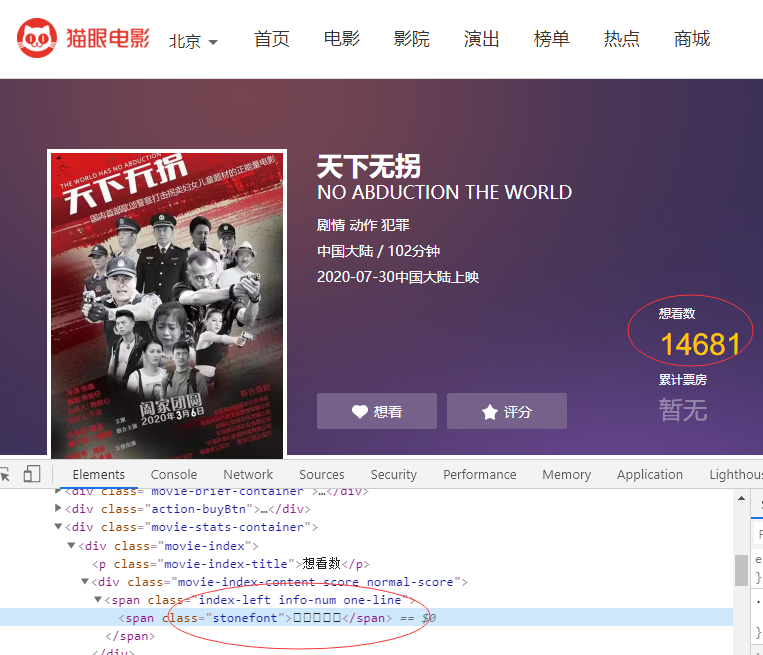 猫眼电影 北京 首页 电影 影院 演出 榜单 热点 商城
THE WORLD HAS NO ABDUCTION
天下无拐
国内首部歌颂警察打击拐卖妇女儿童题材的正能量电影
阖家团圆
2020年3月6日
联合看到
天下无拐
NO ABDUCTION THE WORLD
剧情 动作 犯罪
中国大陆 / 102分钟
2020-07-30中国大陆上映
想看数
14681
累计票房
暂无
想看 评分
Elements Console Network Sources Security Performance Memory Application Lighthou
<div class="movie-brief-container">…</div>
<div class="action-buyBtn">…</div>
<div class="movie-stats-container">
<div class="movie-index">
<p class="movie-index-title">想看数</p>
<div class="movie-index-content score normal-score">
<span class="index-left info-num one-line">
<span class="stonefont">□□□□□</span> == $0
</span>
</div>